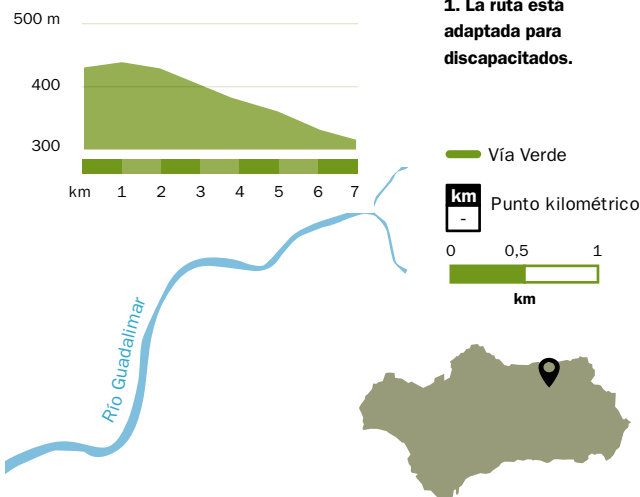 500 m
400
300
km 1 2 3 4 5 6 7
1. La ruta está
adaptada para
discapacitados.
Vía Verde
km
-
Punto kilométrico
0 0,5 1
km
Río Guadalimar